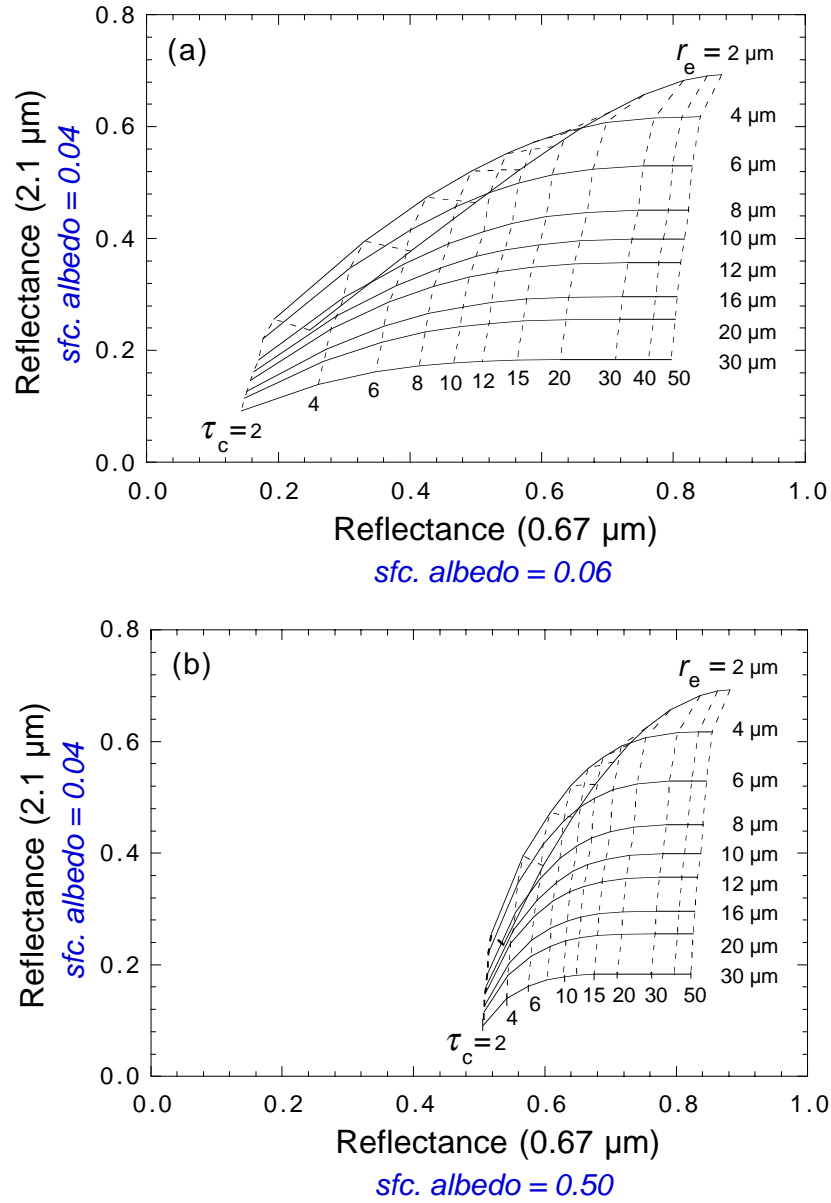 (a)
r_e = 2 µm
4 µm
6 µm
8 µm
10 µm
12 µm
16 µm
20 µm
30 µm
0.8
0.6
0.4
0.2
0.0
Reflectance (2.1 µm)
sfc. albedo = 0.04
4 6 8 10 12 15 20 30 40 50
τ_c=2
0.0 0.2 0.4 0.6 0.8 1.0
Reflectance (0.67 µm)
sfc. albedo = 0.06
(b)
r_e = 2 µm
4 µm
6 µm
8 µm
10 µm
12 µm
16 µm
20 µm
30 µm
0.8
0.6
0.4
0.2
0.0
Reflectance (2.1 µm)
sfc. albedo = 0.04
4 6 10 15 20 30 50
τ_c=2
0.0 0.2 0.4 0.6 0.8 1.0
Reflectance (0.67 µm)
sfc. albedo = 0.50